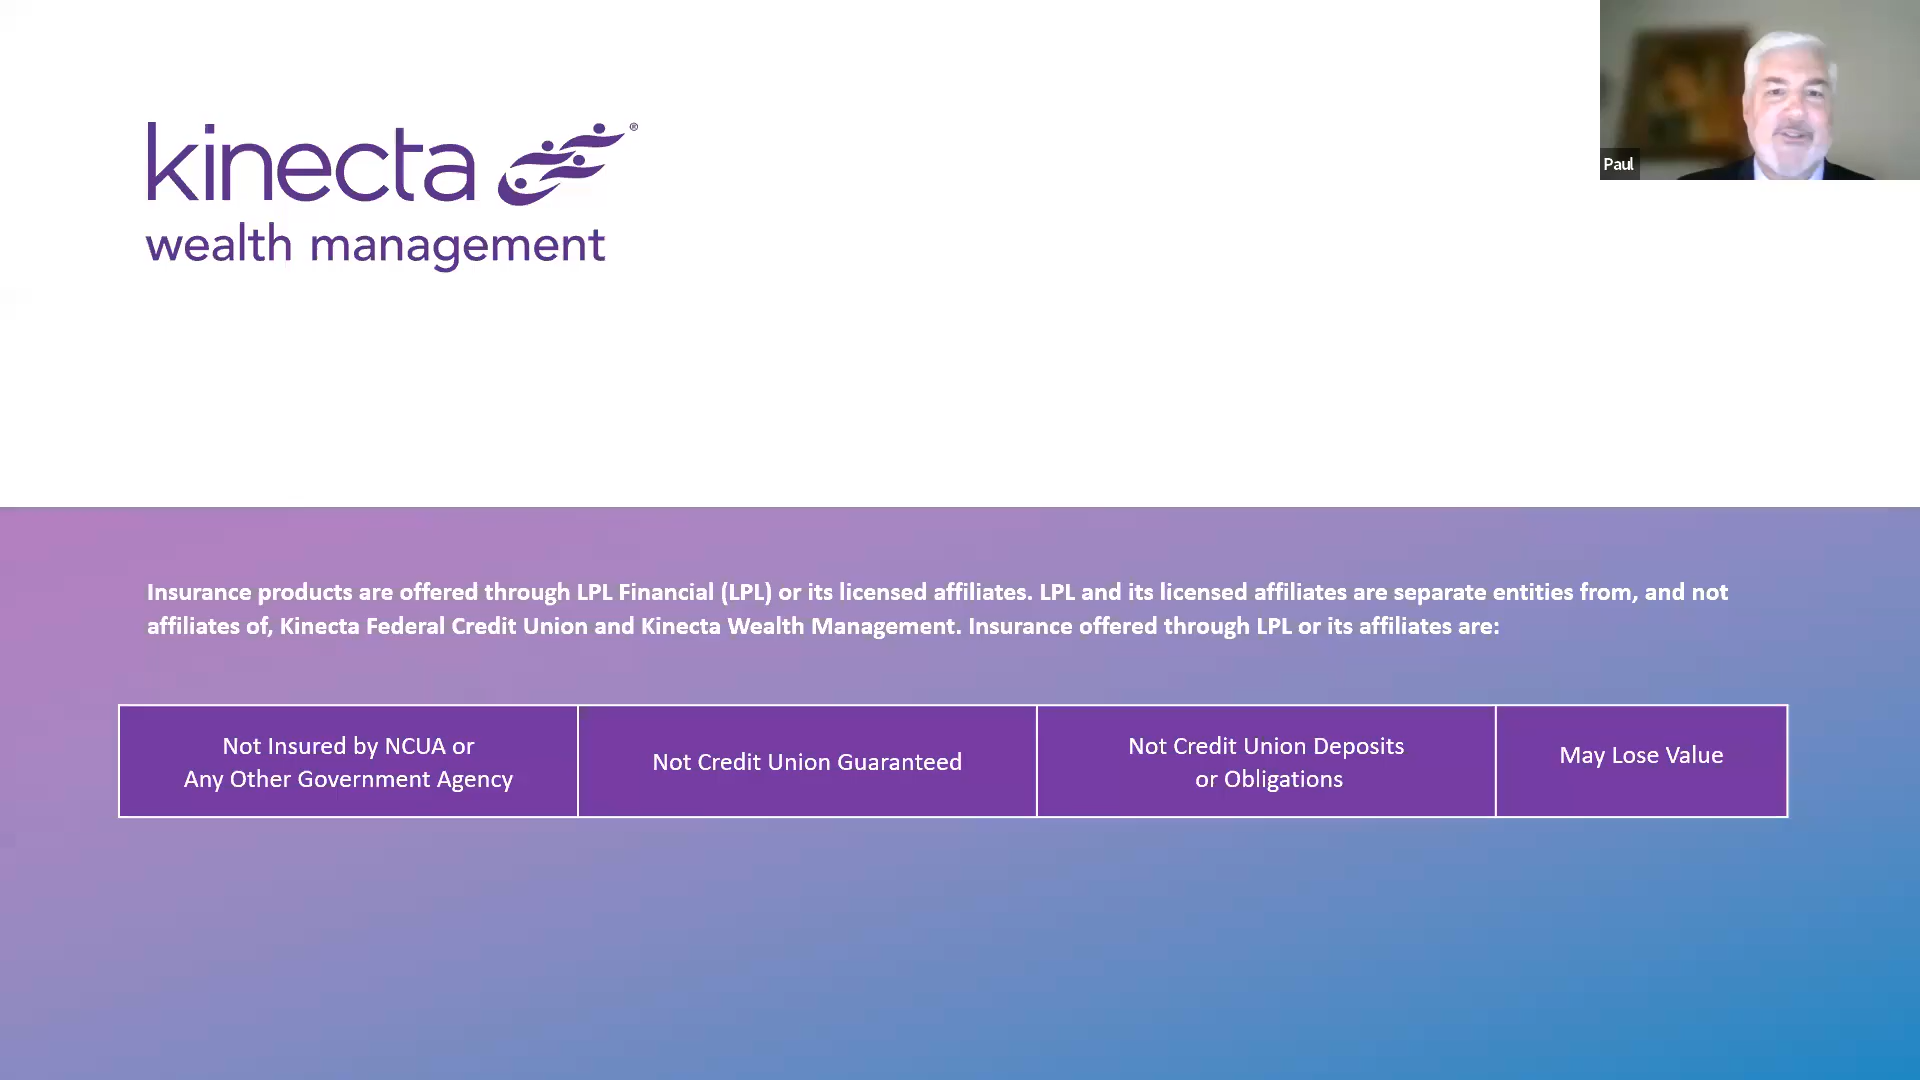 kinecta®
wealth management
Paul
Insurance products are offered through LPL Financial (LPL) or its licensed affiliates. LPL and its licensed affiliates are separate entities from, and not
affiliates of, Kinecta Federal Credit Union and Kinecta Wealth Management. Insurance offered through LPL or its affiliates are:
Not Insured by NCUA or
Any Other Government Agency
Not Credit Union Guaranteed
Not Credit Union Deposits
or Obligations
May Lose Value